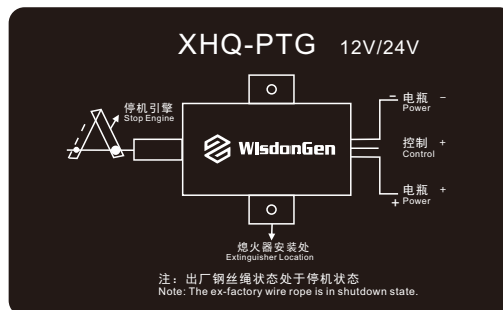 XHQ-PTG 12V/24V
停机引擎
Stop Engine
WIsdonGen
- 电瓶 -
Power
控制 +
Control
电瓶 +
+ Power
熄火器安装处
Extinguisher Location
注：出厂钢丝绳状态处于停机状态
Note: The ex-factory wire rope is in shutdown state.